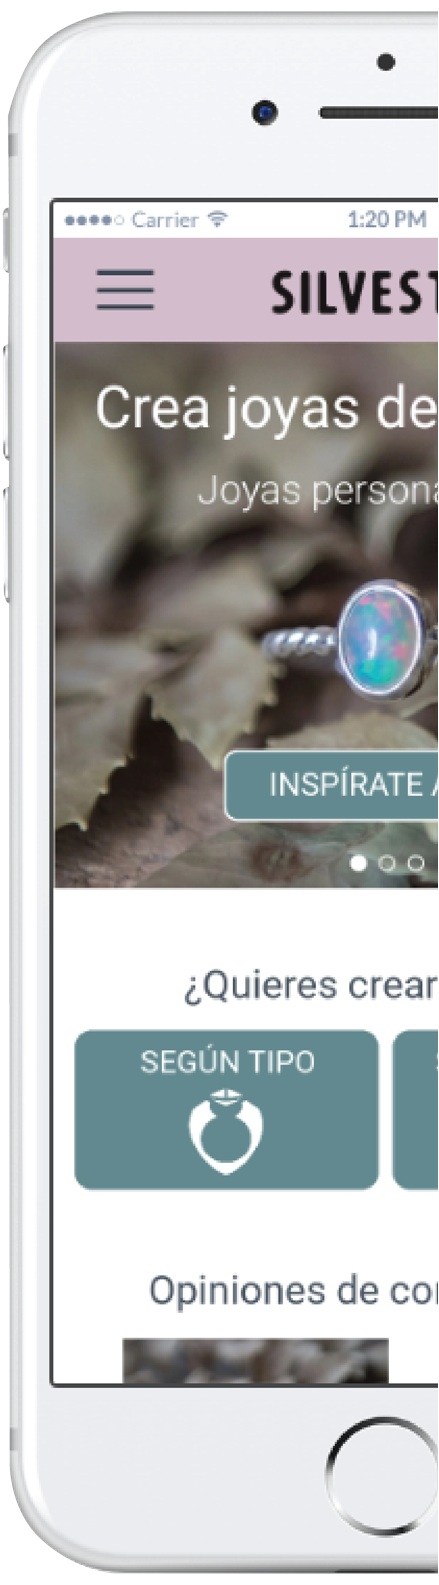 Carrier 1:20 PM
SILVEST
Crea joyas de
Joyas persona
INSPÍRATE A
¿Quieres crear
SEGÚN TIPO
Opiniones de co